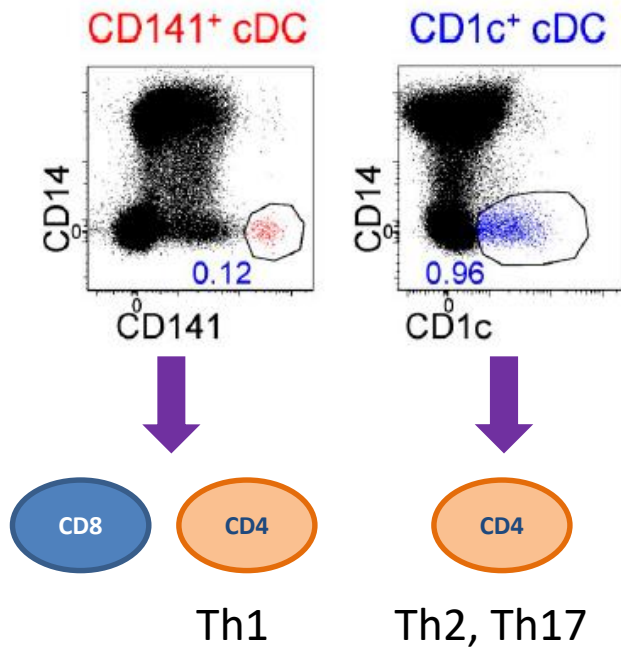 CD141⁺ cDC
CD1c⁺ cDC
CD14
0
0.12
0
CD141
CD14
0
0.96
0
CD1c
CD8
CD4
CD4
Th1
Th2, Th17